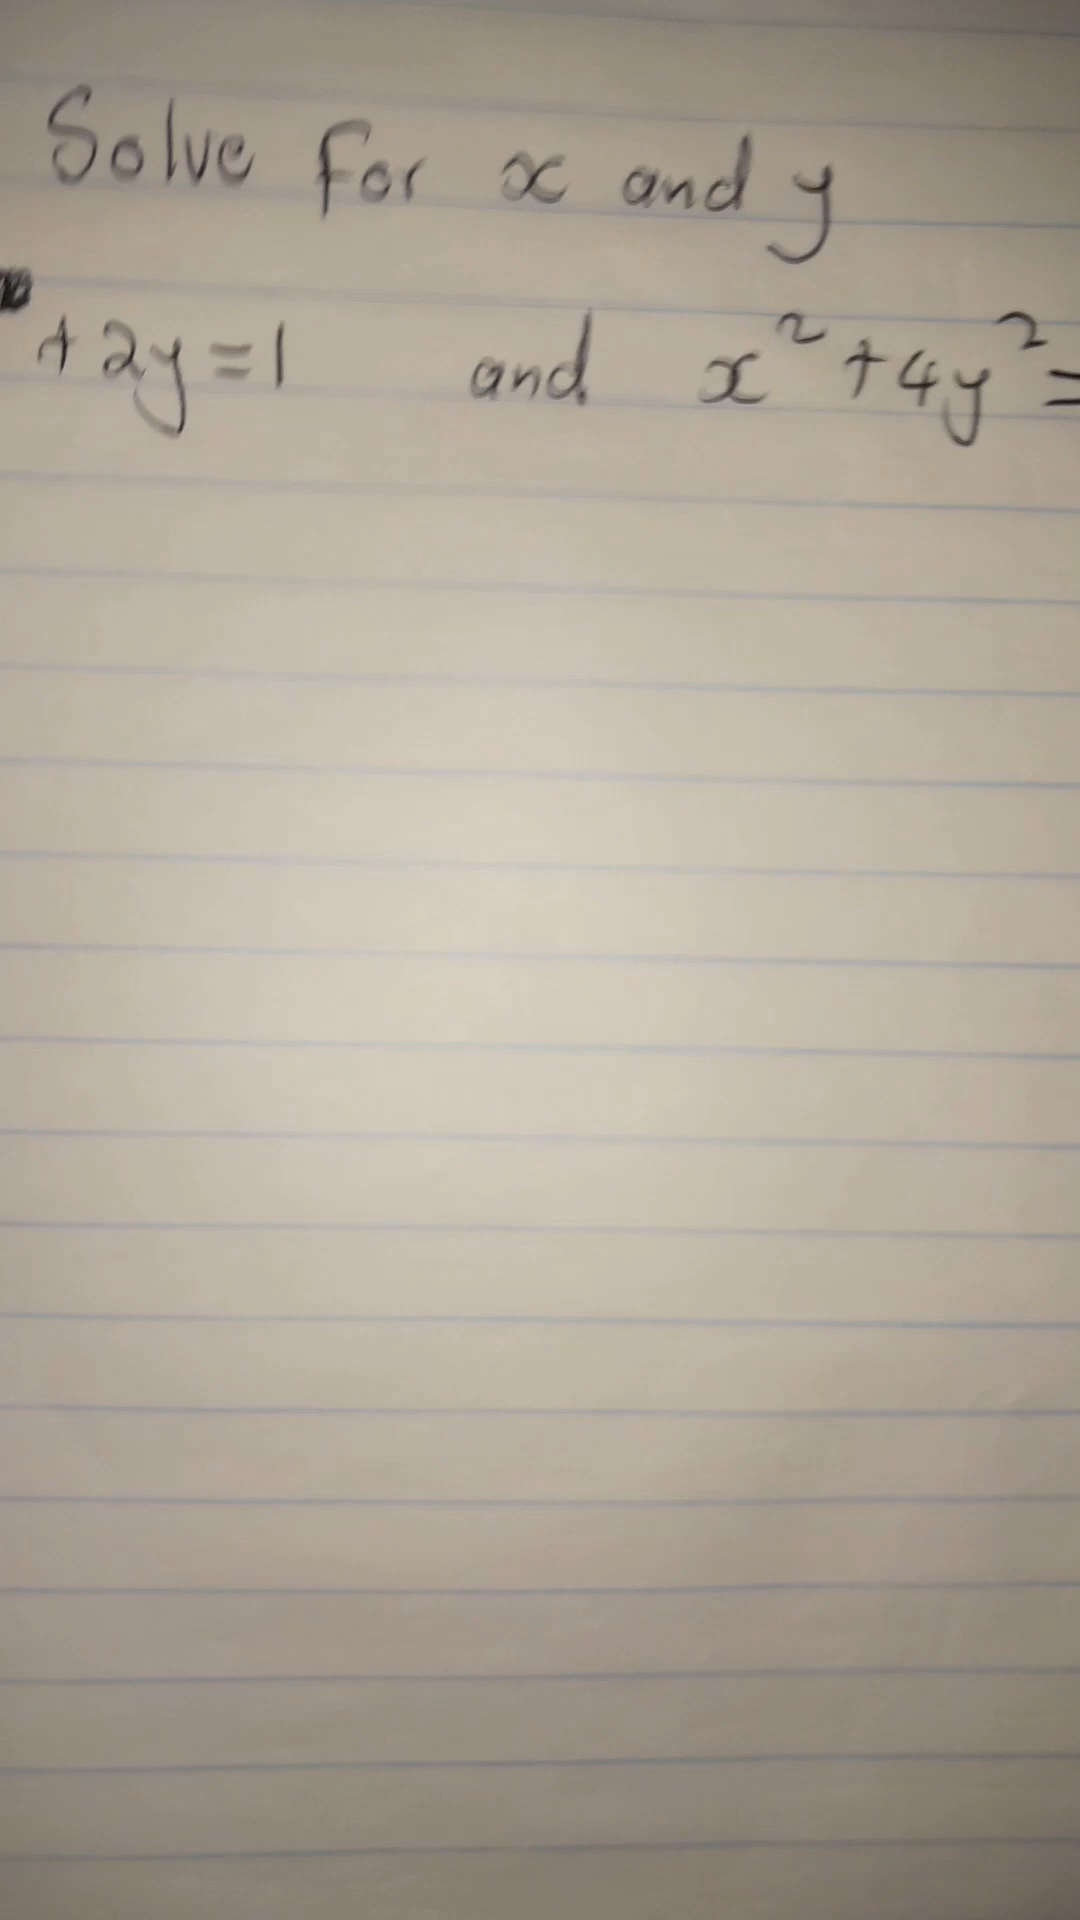 Solve for x and y
+2y=1 and x²+4y²=